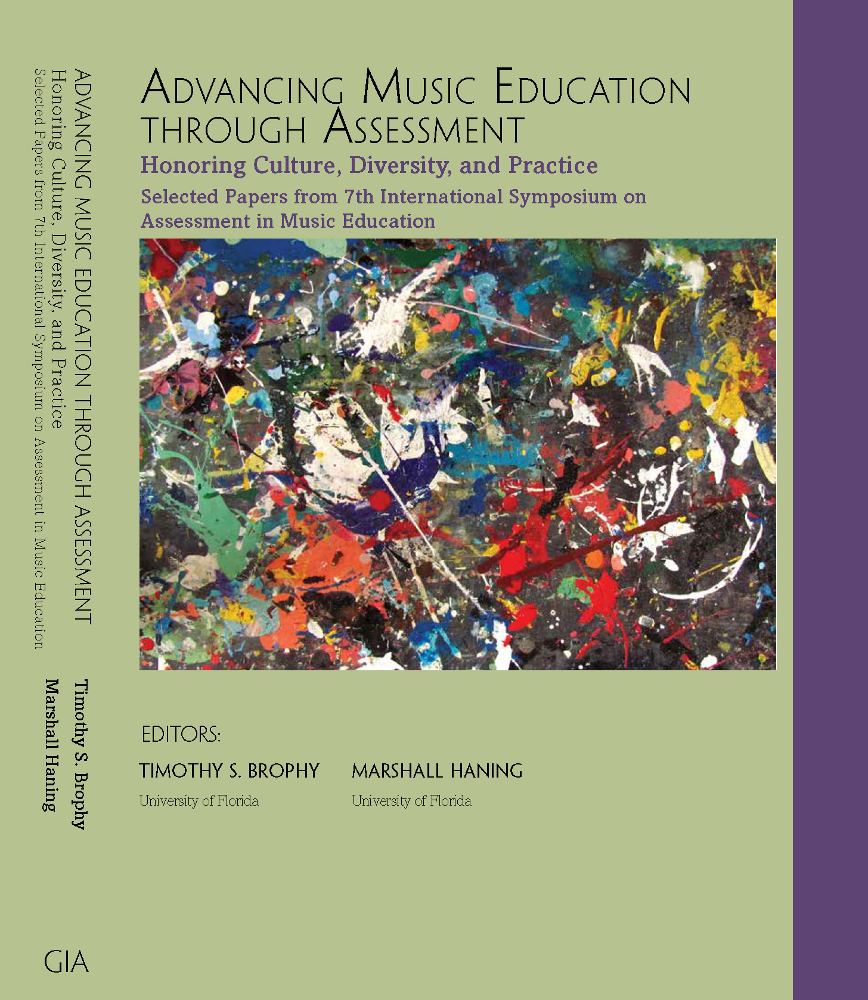 ADVANCING MUSIC EDUCATION THROUGH ASSESSMENT
Honoring Culture, Diversity, and Practice
Selected Papers from 7th International Symposium on Assessment in Music Education
Timothy S. Brophy
Marshall Haning
GIA
ADVANCING MUSIC EDUCATION
THROUGH ASSESSMENT
Honoring Culture, Diversity, and Practice
Selected Papers from 7th International Symposium on
Assessment in Music Education
EDITORS:
TIMOTHY S. BROPHY MARSHALL HANING
University of Florida University of Florida